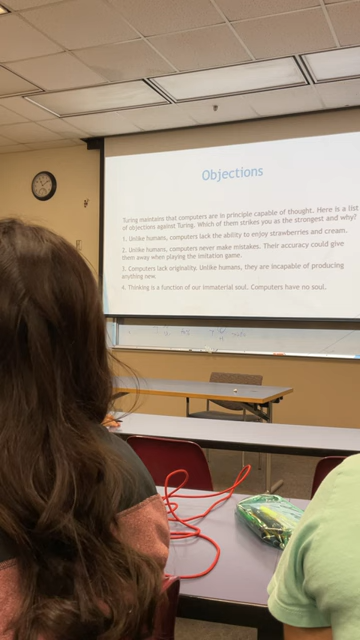 Objections
Turing maintains that computers are in principle capable of thought. Here is a list
of objections against Turing. Which of them strikes you as the strongest and why?
1. Unlike humans, computers lack the ability to enjoy strawberries and cream.
2. Unlike humans, computers never make mistakes. Their accuracy could give
them away when playing the imitation game.
3. Computers lack originality. Unlike humans, they are incapable of producing
anything new.
4. Thinking is a function of our immaterial soul. Computers have no soul.